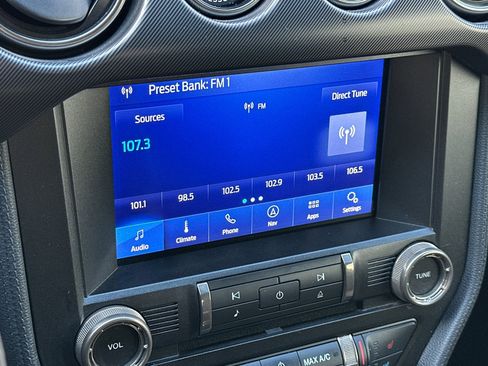 Preset Bank: FM 1
Sources
FM
Direct Tune
107.3
101.1 98.5 102.5 102.9 103.5 106.5
Audio Climate Phone Nav Apps Settings
VOL
TUNE
MAX A/C